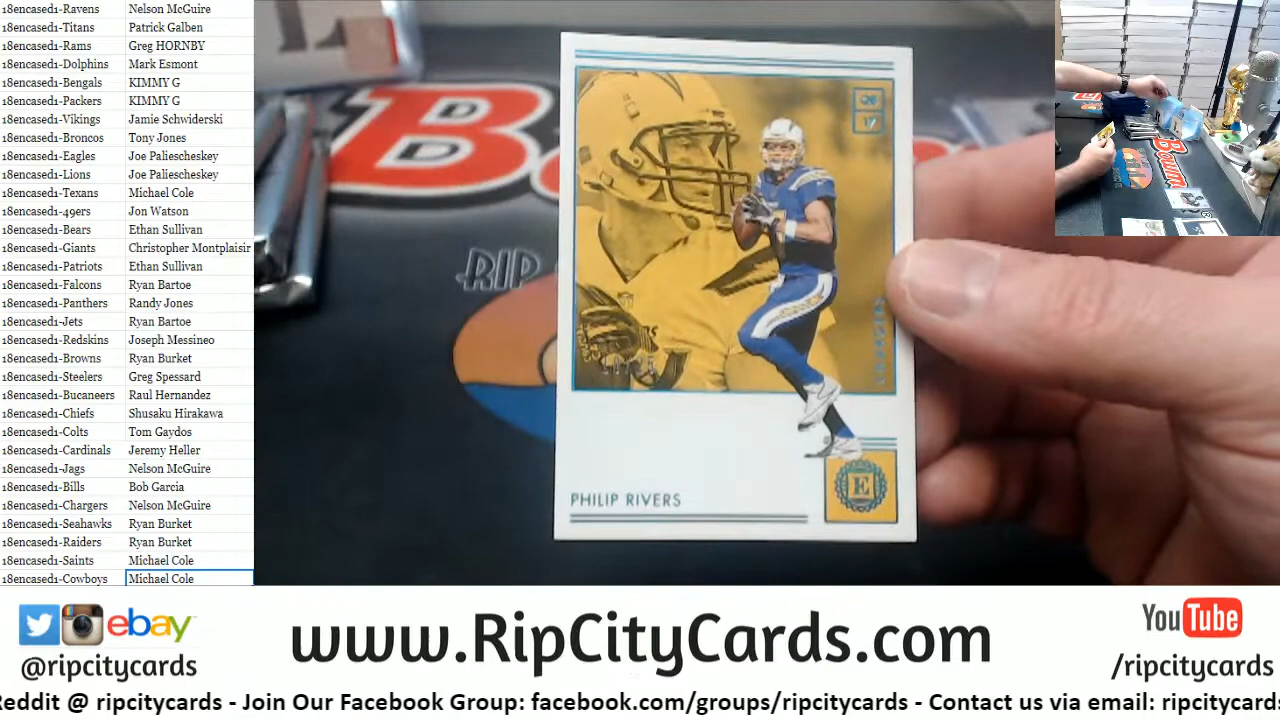 18encased1-Ravens Nelson McGuire
18encased1-Titans Patrick Galben
18encased1-Rams Greg HORNBY
18encased1-Dolphins Mark Esmont
18encased1-Bengals KIMMY G
18encased1-Packers KIMMY G
18encased1-Vikings Jamie Schwiderski
18encased1-Broncos Tony Jones
18encased1-Eagles Joe Paliescheskey
18encased1-Lions Joe Paliescheskey
18encased1-Texans Michael Cole
18encased1-49ers Jon Watson
18encased1-Bears Ethan Sullivan
18encased1-Giants Christopher Montplaisir
18encased1-Patriots Ethan Sullivan
18encased1-Falcons Ryan Bartoe
18encased1-Panthers Randy Jones
18encased1-Jets Ryan Bartoe
18encased1-Redskins Joseph Messineo
18encased1-Browns Ryan Burket
18encased1-Steelers Greg Spessard
18encased1-Bucaneers Raul Hernandez
18encased1-Chiefs Shusaku Hirakawa
18encased1-Colts Tom Gaydos
18encased1-Cardinals Jeremy Heller
18encased1-Jags Nelson McGuire
18encased1-Bills Bob Garcia
18encased1-Chargers Nelson McGuire
18encased1-Seahawks Ryan Burket
18encased1-Raiders Ryan Burket
18encased1-Saints Michael Cole
18encased1-Cowboys Michael Cole
RIP
QB
17
CHARGERS
E
PHILIP RIVERS
Boum
ebay
@ripcitycards
www.RipCityCards.com
YouTube
/ripcitycards
Reddit @ ripcitycards - Join Our Facebook Group: facebook.com/groups/ripcitycards - Contact us via email: ripcitycards